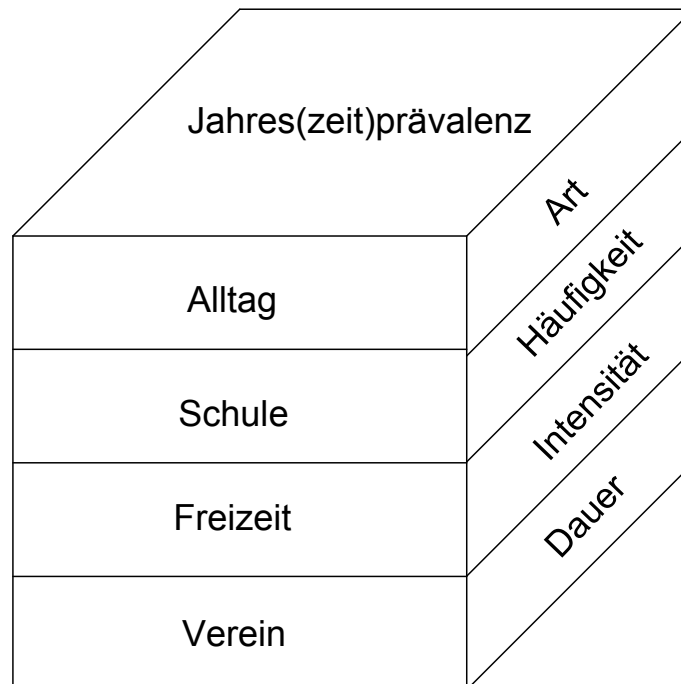 Jahres(zeit)prävalenz
Alltag
Schule
Freizeit
Verein
Art
Häufigkeit
Intensität
Dauer